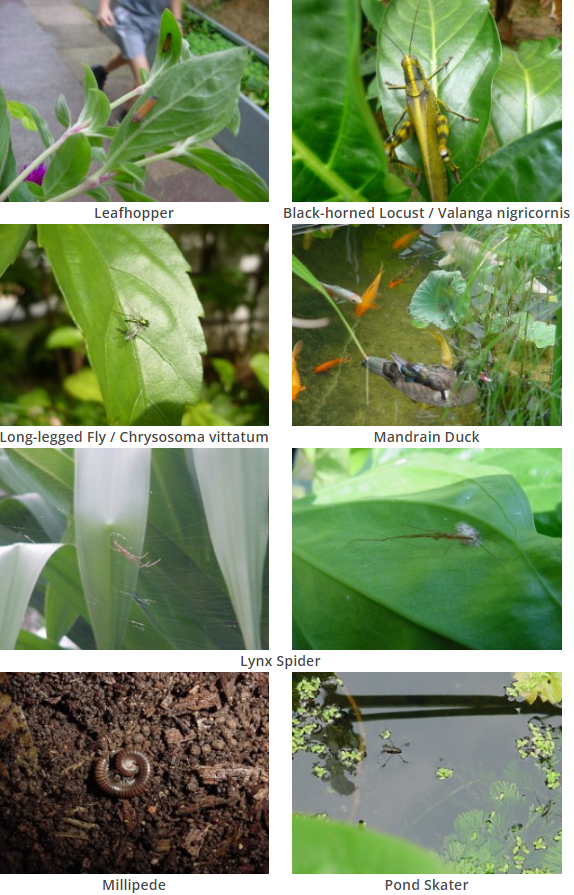 Leafhopper
Black-horned Locust / Valanga nigricornis
Long-legged Fly / Chrysosoma vittatum
Mandrain Duck
Lynx Spider
Millipede
Pond Skater